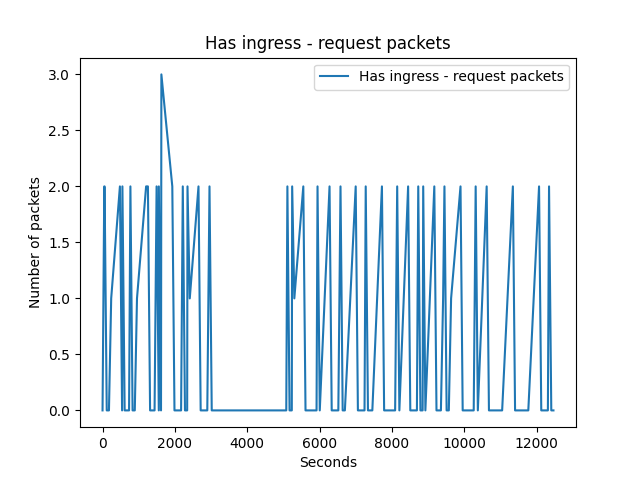 Has ingress - request packets
Has ingress - request packets
3.0
2.5
2.0
1.5
1.0
0.5
0.0
Number of packets
0 2000 4000 6000 8000 10000 12000
Seconds